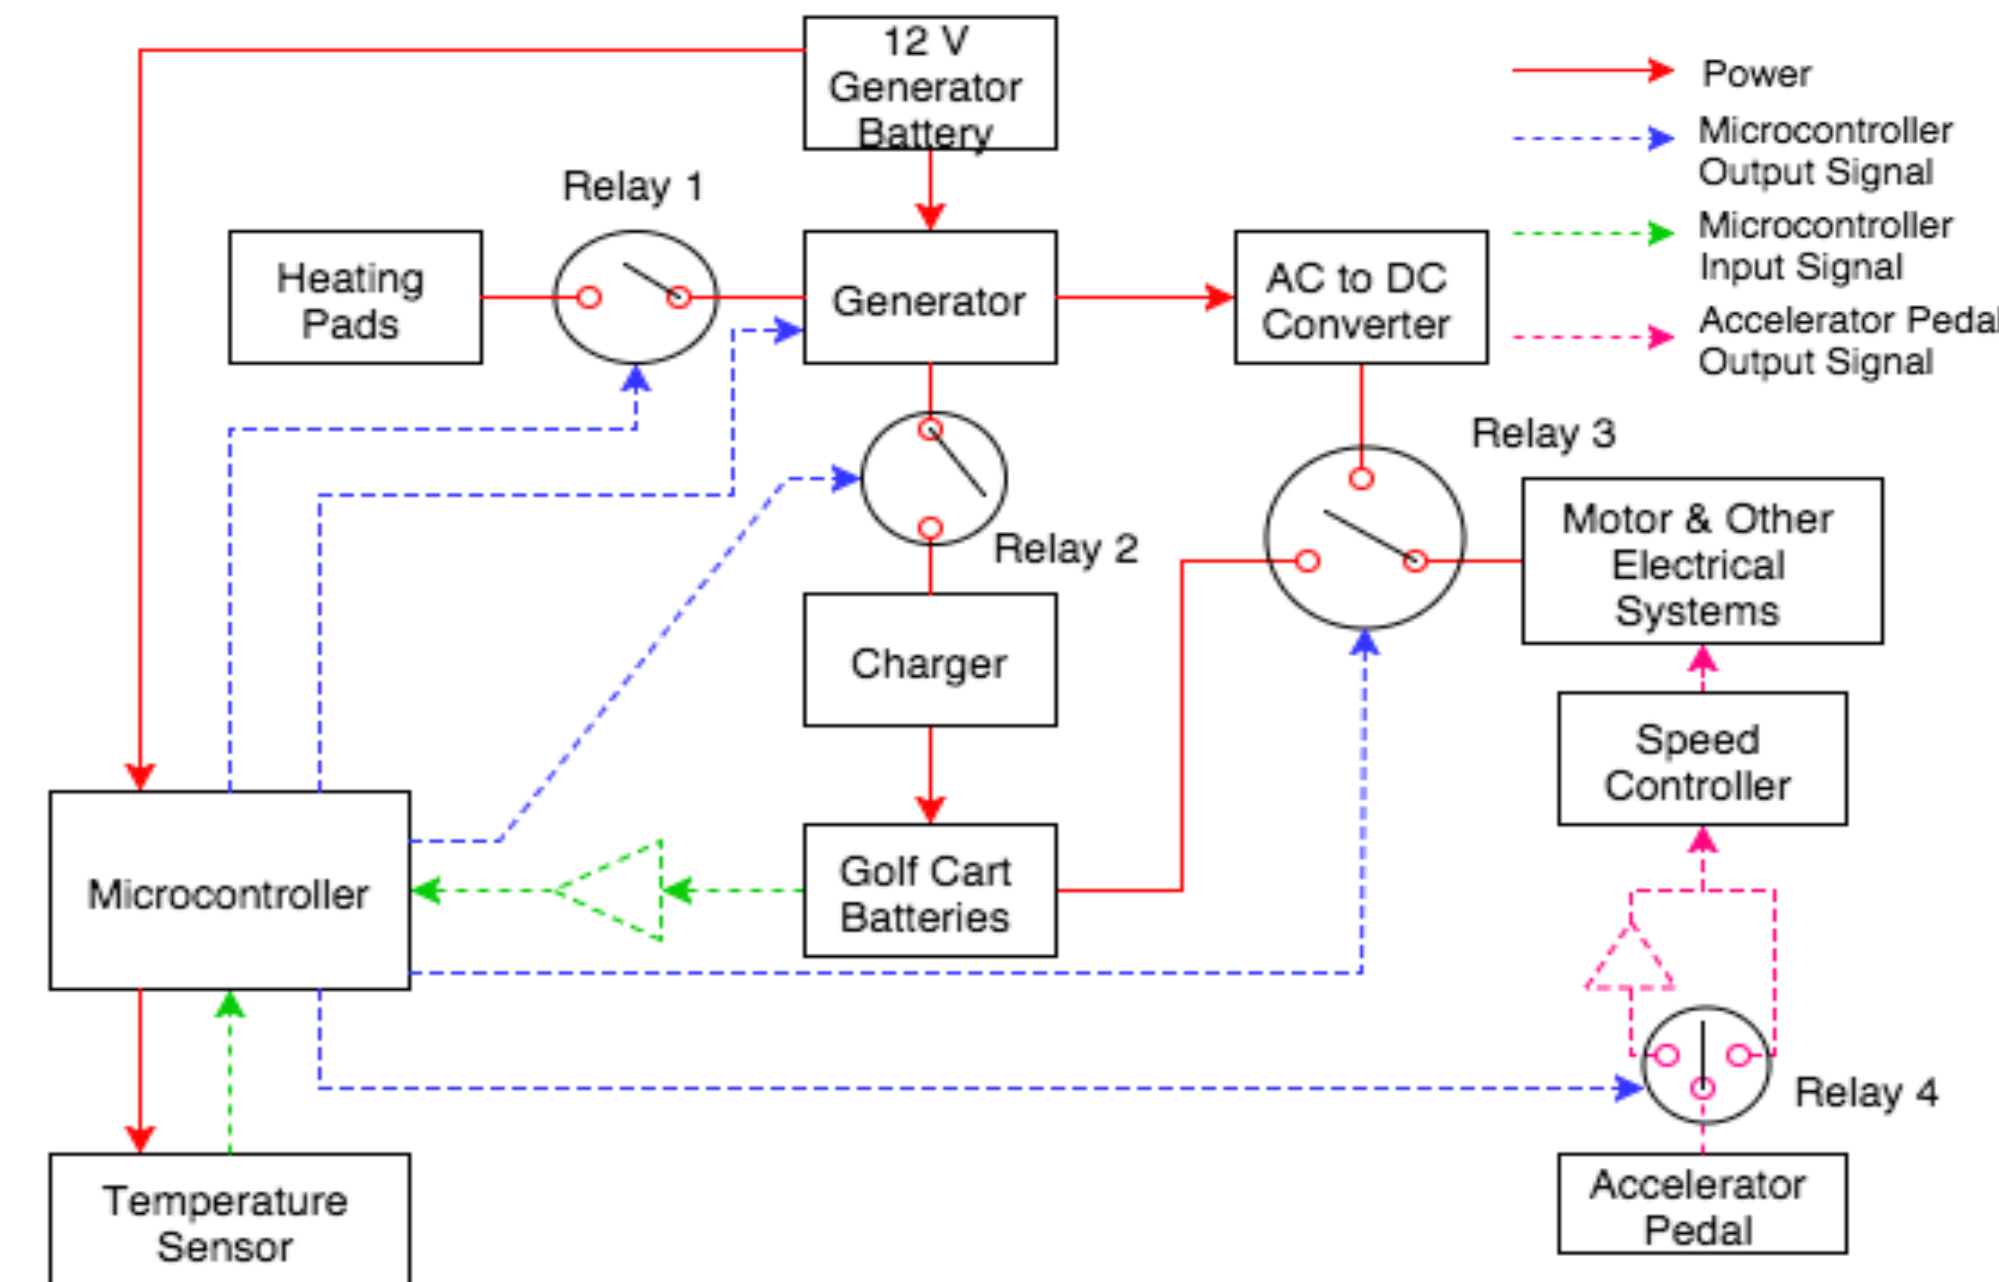 12 V
Generator
Battery
Power
Microcontroller
Output Signal
Microcontroller
Input Signal
Accelerator Pedal
Output Signal
Relay 1
Heating
Pads
Generator
AC to DC
Converter
Relay 2
Relay 3
Motor & Other
Electrical
Systems
Charger
Speed
Controller
Microcontroller
Golf Cart
Batteries
Relay 4
Temperature
Sensor
Accelerator
Pedal